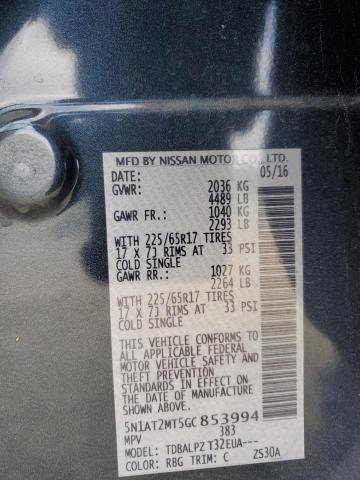 MFD BY NISSAN MOTOR CO., LTD.
DATE: 05/16
GVWR: 2036 KG
4489 LB
GAWR FR.: 1040 KG
2293 LB
WITH 225/65R17 TIRES
17 X 7J RIMS AT 33 PSI
COLD SINGLE
GAWR RR.: 1027 KG
2264 LB
WITH 225/65R17 TIRES
17 X 7J RIMS AT 33 PSI
COLD SINGLE
THIS VEHICLE CONFORMS TO
ALL APPLICABLE FEDERAL
MOTOR VEHICLE SAFETY AND
THEFT PREVENTION
STANDARDS IN EFFECT ON
THE DATE OF MANUFACTURE
SHOWN ABOVE.
5N1AT2MT5GC853994
MPV 383
MODEL: TDBALPZ T32EUA---
COLOR: RBG TRIM: C ZS30A